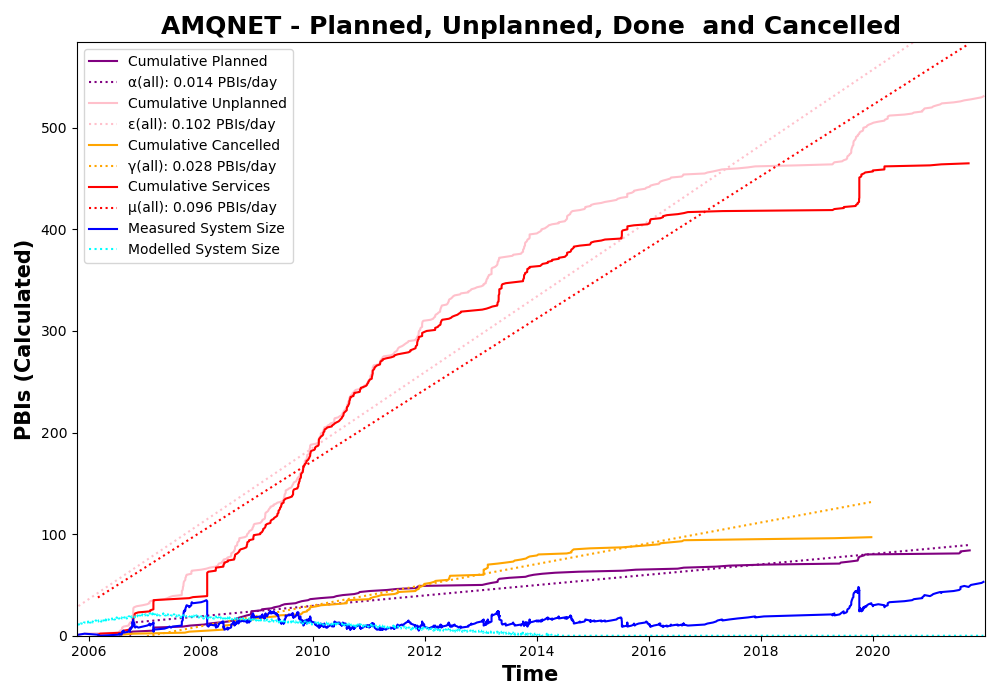 AMQNET - Planned, Unplanned, Done  and Cancelled
Cumulative Planned
α(all): 0.014 PBIs/day
Cumulative Unplanned
ε(all): 0.102 PBIs/day
Cumulative Cancelled
γ(all): 0.028 PBIs/day
Cumulative Services
μ(all): 0.096 PBIs/day
Measured System Size
Modelled System Size
PBIs (Calculated)
500
400
300
200
100
0
2006 2008 2010 2012 2014 2016 2018 2020
Time